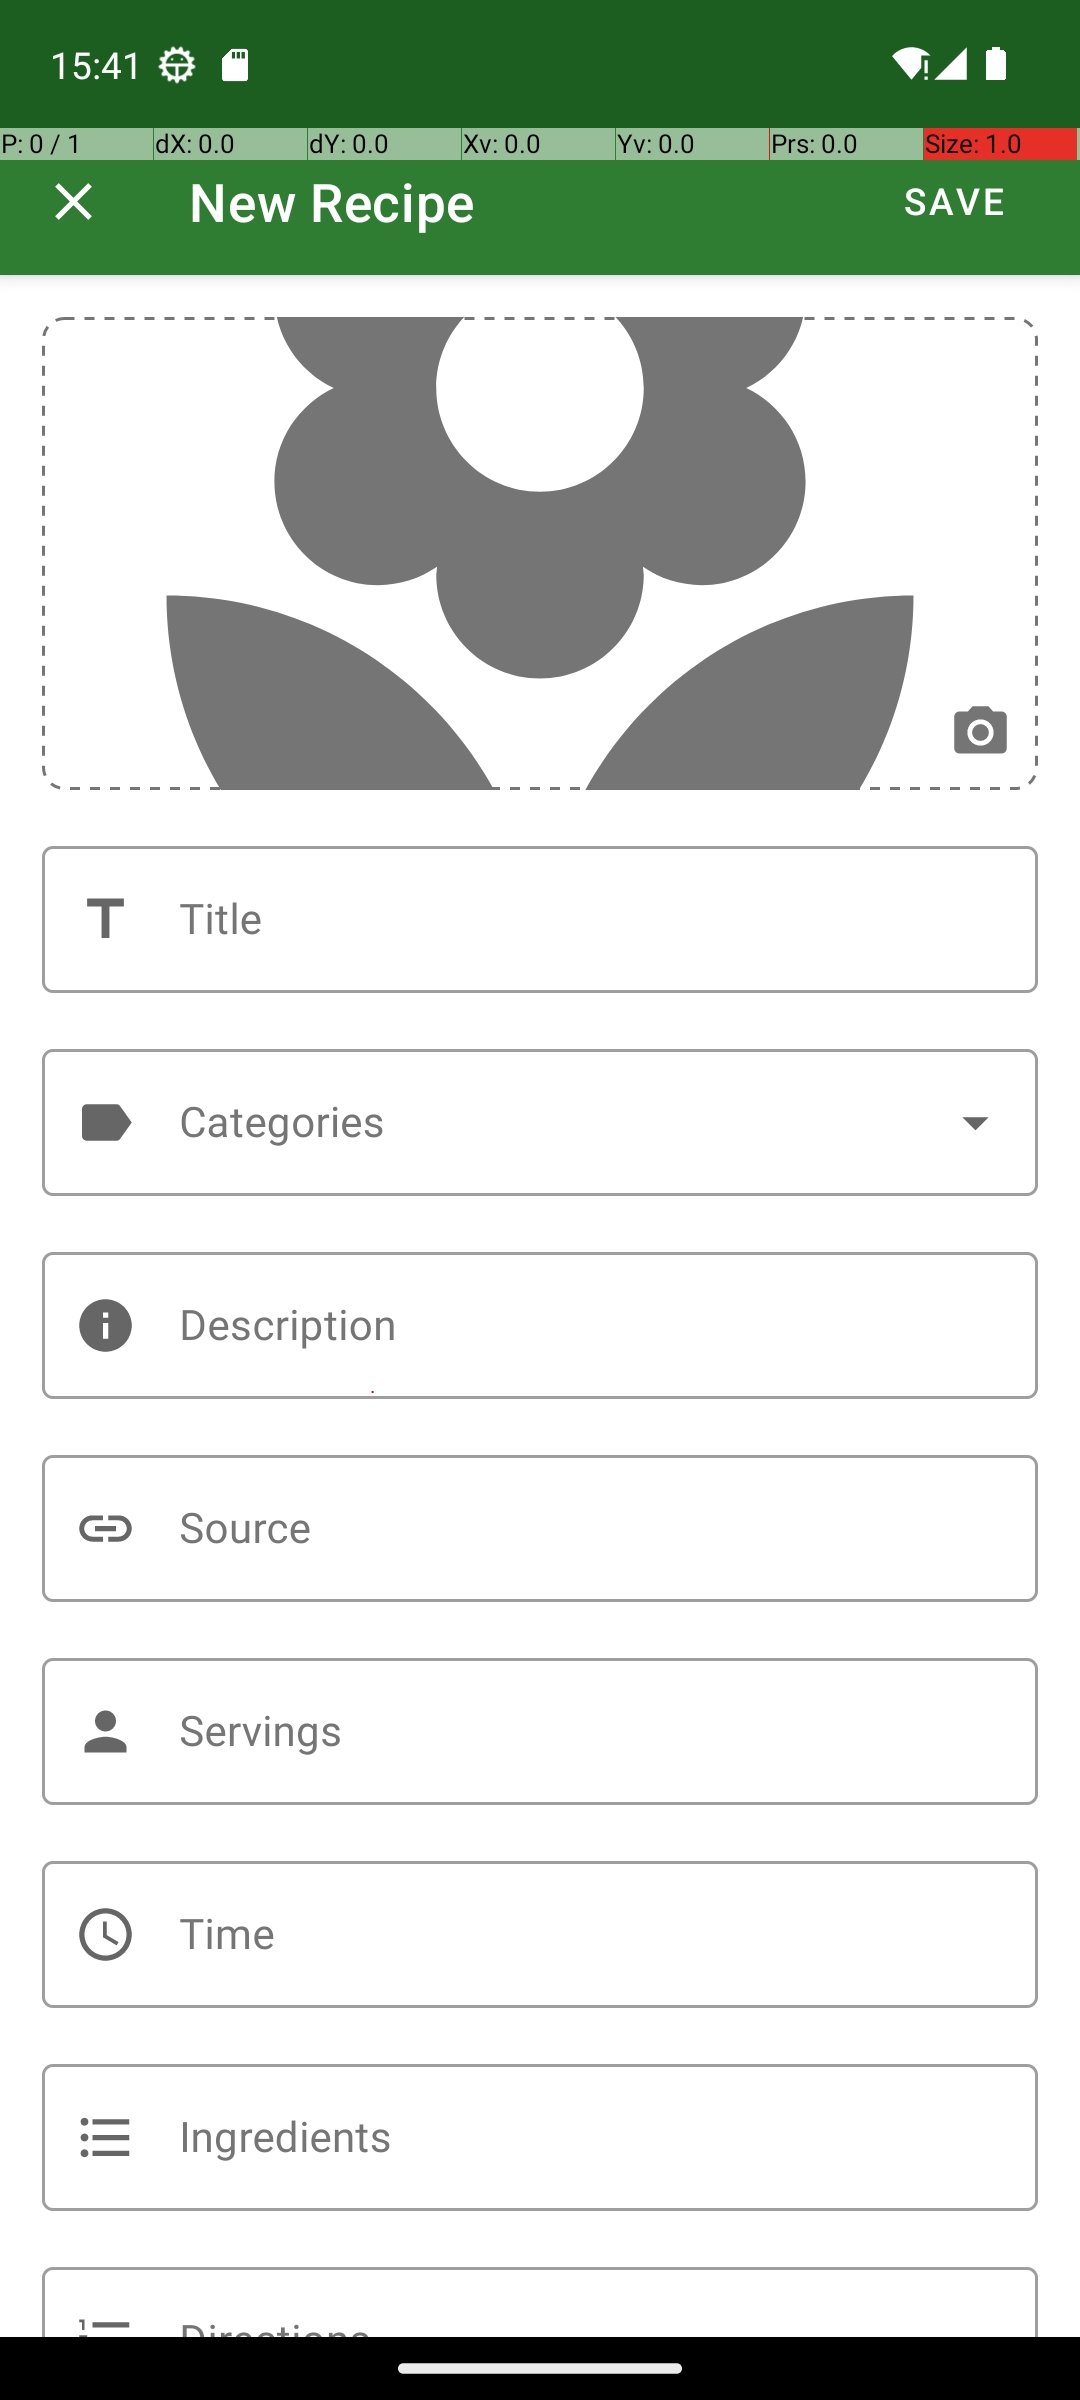 15:41
P: 0 / 1 dX: 0.0 dY: 0.0 Xv: 0.0 Yv: 0.0 Prs: 0.0 Size: 1.0
New Recipe SAVE
Title
Categories
Description
Source
Servings
Time
Ingredients
Directions